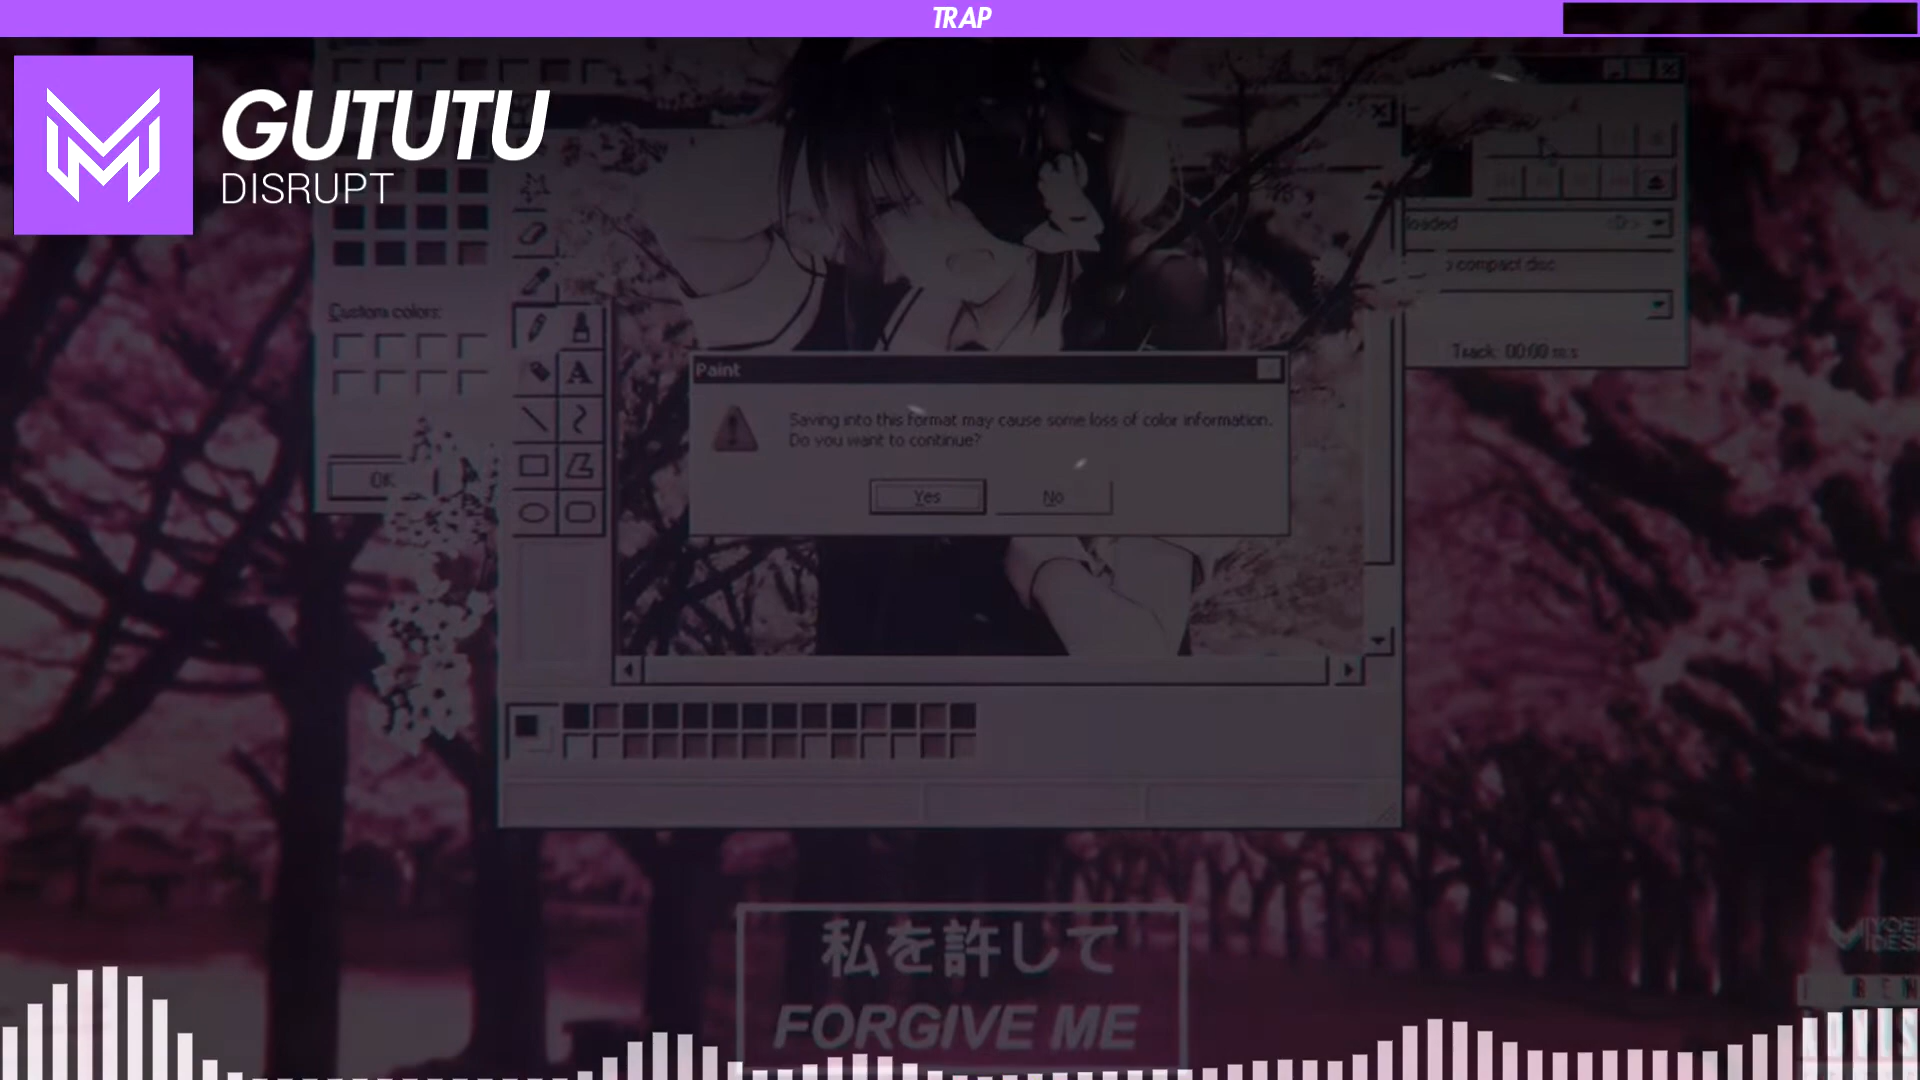 TRAP
GUTUTU
DISRUPT
Custom colors:
OK
A
loaded
compact disc
Track: 00:00 m:s
Paint
Saving into this format may cause some loss of color information.
Do you want to continue?
Yes
No
私を許して
FORGIVE ME